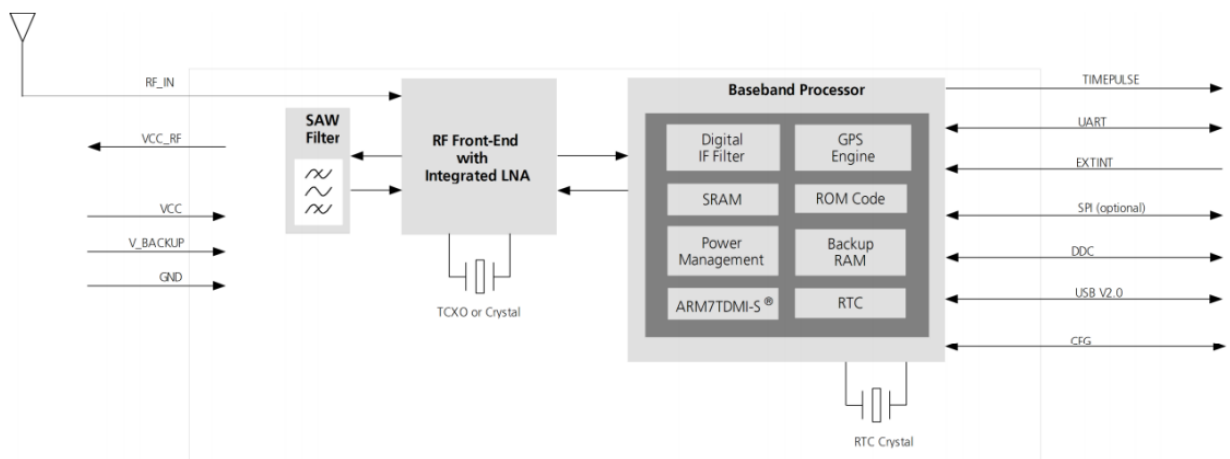 RF_IN
VCC_RF
VCC
V_BACKUP
GND
SAW
Filter
RF Front-End
with
Integrated LNA
TCXO or Crystal
Baseband Processor
Digital
IF Filter
GPS
Engine
SRAM
ROM Code
Power
Management
Backup
RAM
ARM7TDMI-S®
RTC
RTC Crystal
TIMEPULSE
UART
EXTINT
SPI (optional)
DDC
USB V2.0
CFG